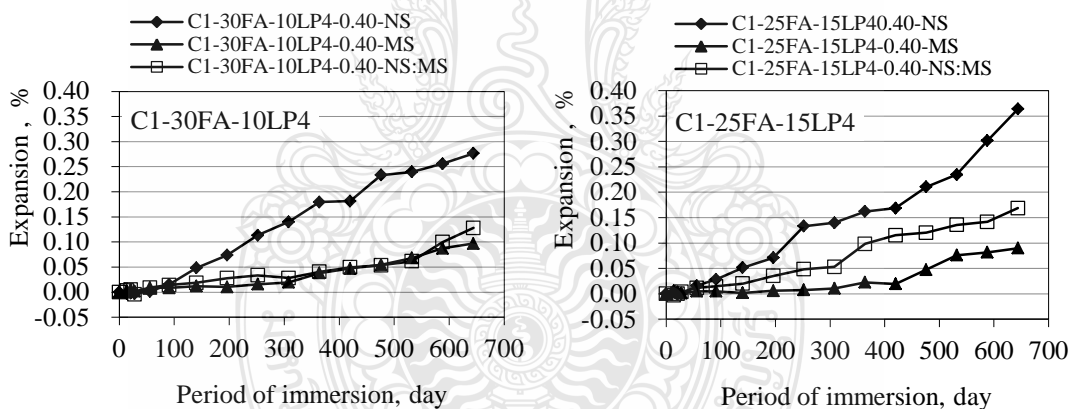 C1-30FA-10LP4-0.40-NS
C1-30FA-10LP4-0.40-MS
C1-30FA-10LP4-0.40-NS:MS
Expansion , %
0.40
0.35
0.30
0.25
0.20
0.15
0.10
0.05
0.00
-0.05
C1-30FA-10LP4
0 100 200 300 400 500 600 700
Period of immersion, day
C1-25FA-15LP40.40-NS
C1-25FA-15LP4-0.40-MS
C1-25FA-15LP4-0.40-NS:MS
Expansion , %
0.40
0.35
0.30
0.25
0.20
0.15
0.10
0.05
0.00
-0.05
C1-25FA-15LP4
0 100 200 300 400 500 600 700
Period of immersion, day